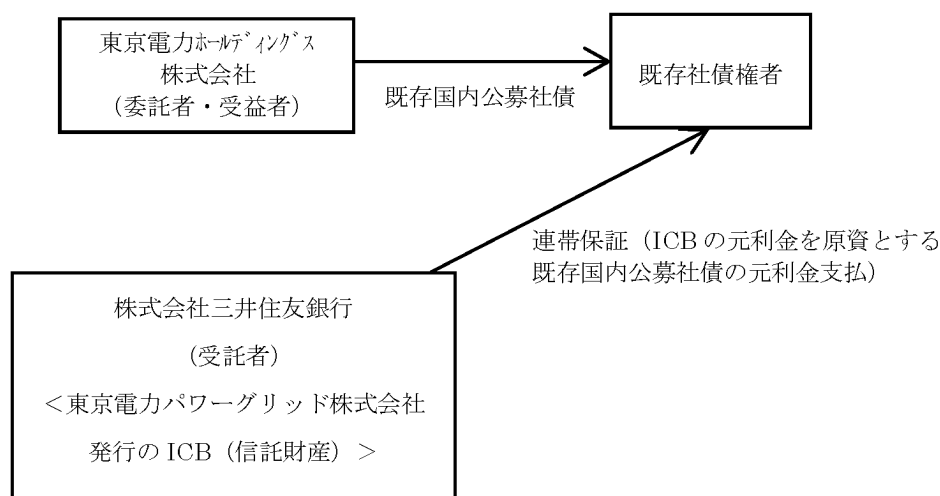 東京電力ﾎｰﾙﾃﾞｨﾝｸﾞｽ
株式会社
（委託者・受益者）
既存国内公募社債
既存社債権者
連帯保証（ICB の元利金を原資とする
既存国内公募社債の元利金支払）
株式会社三井住友銀行
（受託者）
＜東京電力パワーグリッド株式会社
発行の ICB（信託財産）＞